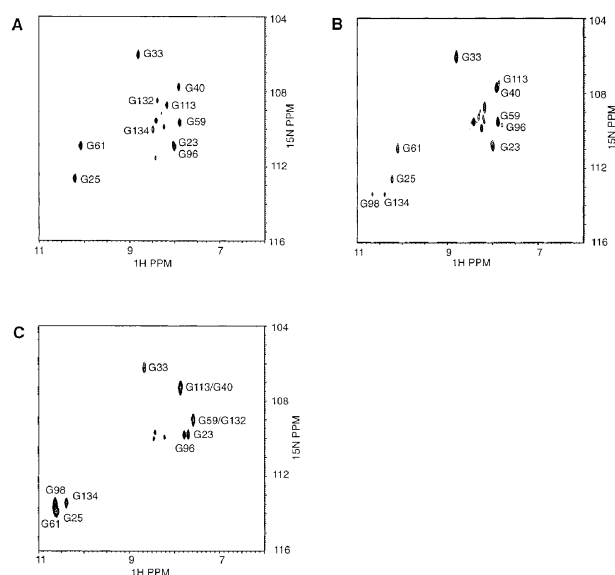 A
104
G33
G40
G132
G113
108
G134
G59
G61
G23
G96
112
G25
116
11
9
7
1H PPM
15N PPM
B
104
G33
G113
G40
108
G59
G96
G61
G23
112
G25
G98
G134
116
11
9
7
1H PPM
15N PPM
C
104
G33
G113/G40
108
G59/G132
G23
G96
112
G98
G134
G61
G25
116
11
9
7
1H PPM
15N PPM